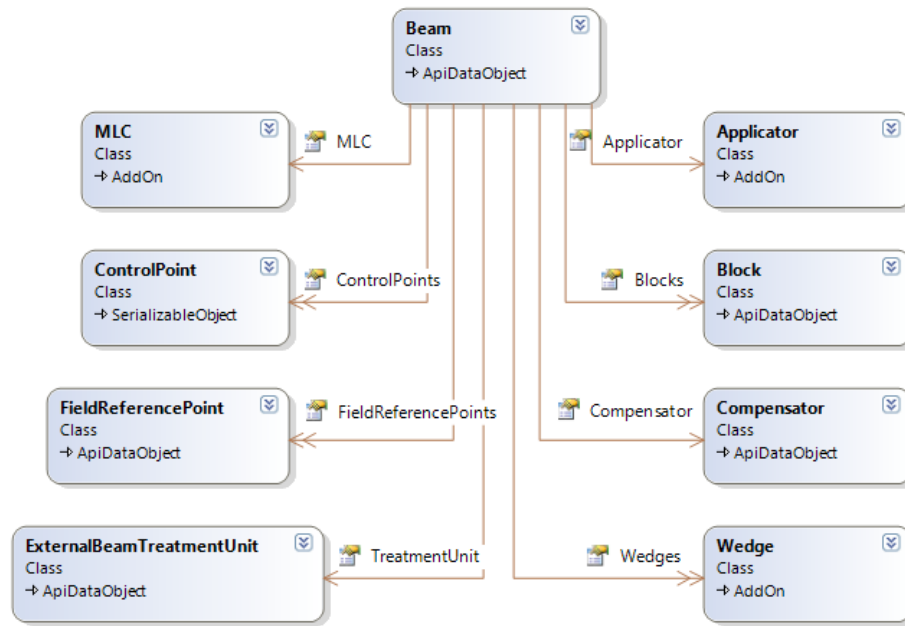 Beam
Class
ApiDataObject
MLC
Class
AddOn
MLC
Applicator
Applicator
Class
AddOn
ControlPoint
Class
SerializableObject
ControlPoints
Blocks
Block
Class
ApiDataObject
FieldReferencePoint
Class
ApiDataObject
FieldReferencePoints
Compensator
Compensator
Class
ApiDataObject
ExternalBeamTreatmentUnit
Class
ApiDataObject
TreatmentUnit
Wedges
Wedge
Class
AddOn